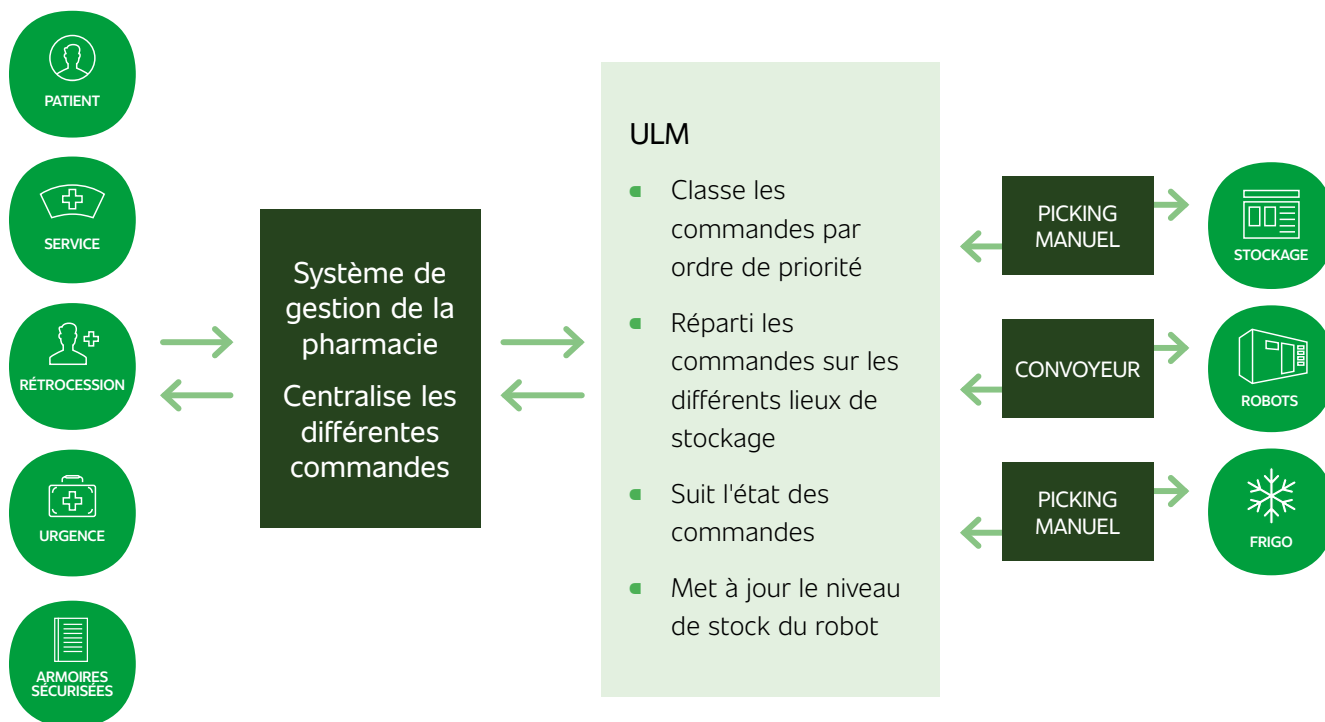 PATIENT
SERVICE
RÉTROCESSION
URGENCE
ARMOIRES
SÉCURISÉES
Système de
gestion de la
pharmacie
Centralise les
différentes
commandes
ULM
Classe les
commandes par
ordre de priorité
Réparti les
commandes sur les
différents lieux de
stockage
Suit l'état des
commandes
Met à jour le niveau
de stock du robot
PICKING
MANUEL
CONVOYEUR
PICKING
MANUEL
STOCKAGE
ROBOTS
FRIGO